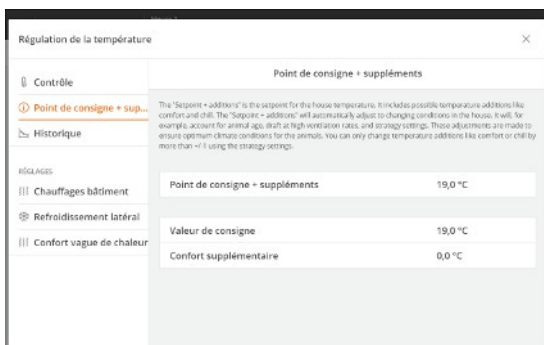 Régulation de la température
Contrôle
Point de consigne + sup...
Historique
RÉGLAGES
Chauffages bâtiment
Refroidissement latéral
Confort vague de chaleur
Point de consigne + suppléments
The "Setpoint + additions" is the setpoint for the house temperature. It includes possible temperature additions like
comfort and chill. The "Setpoint + additions" will automatically adjust to changing conditions in the house. It will, for
example, account for animal age, draft at high ventilation rates, and strategy settings. These adjustments are made to
ensure optimum climate conditions for the animals. You can only change temperature additions like comfort or chill by
more than +/-1 using the strategy settings.
Point de consigne + suppléments 19,0 °C
Valeur de consigne 19,0 °C
Confort supplémentaire 0,0 °C